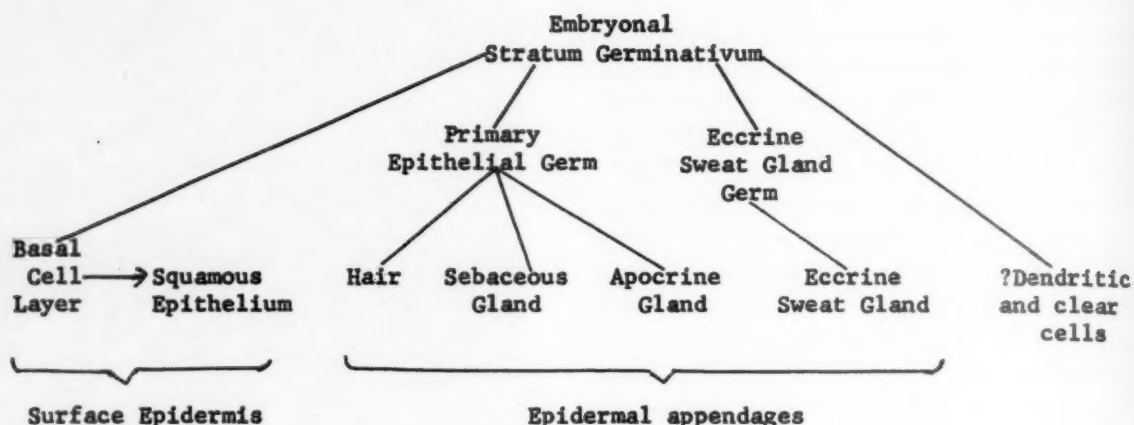 Embryonal
Stratum Germinativum
Primary
Epithelial Germ
Eccrine
Sweat Gland
Germ
Basal
Cell
Layer
Squamous
Epithelium
Hair
Sebaceous
Gland
Apocrine
Gland
Eccrine
Sweat Gland
?Dendritic
and clear
cells
Surface Epidermis
Epidermal appendages